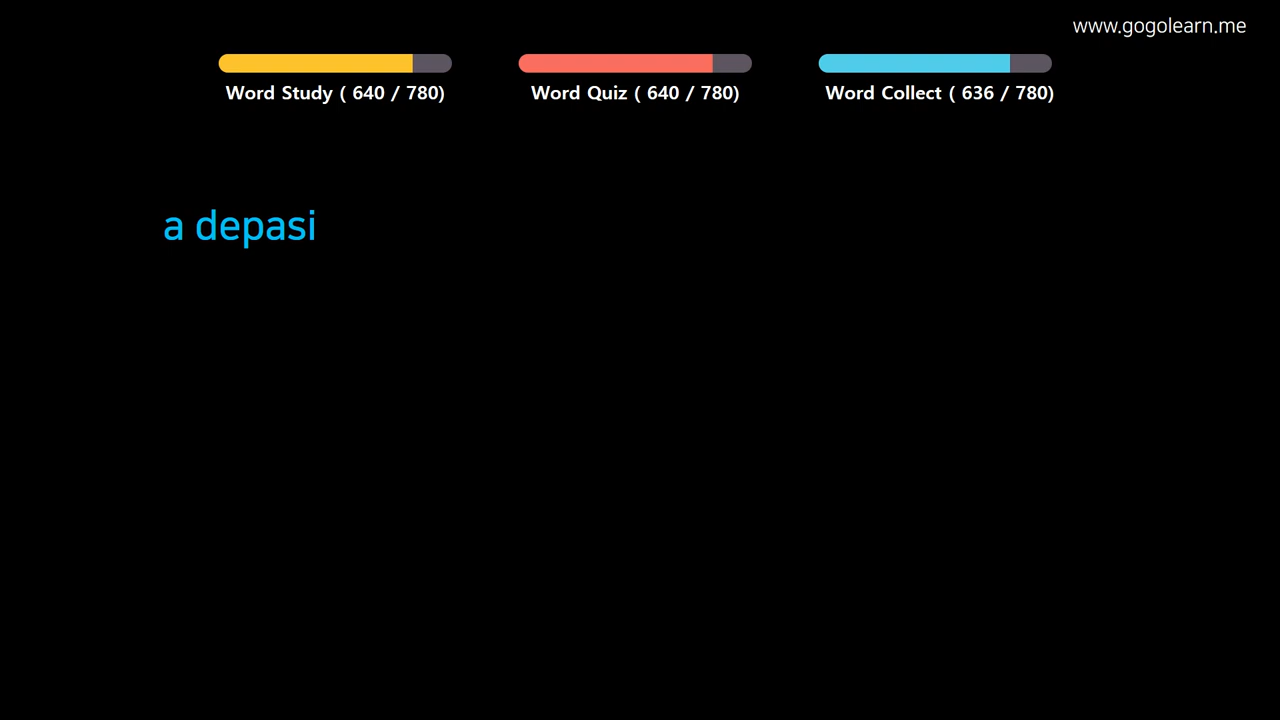 www.gogolearn.me
Word Study ( 640 / 780)
Word Quiz ( 640 / 780)
Word Collect ( 636 / 780)
a depasi